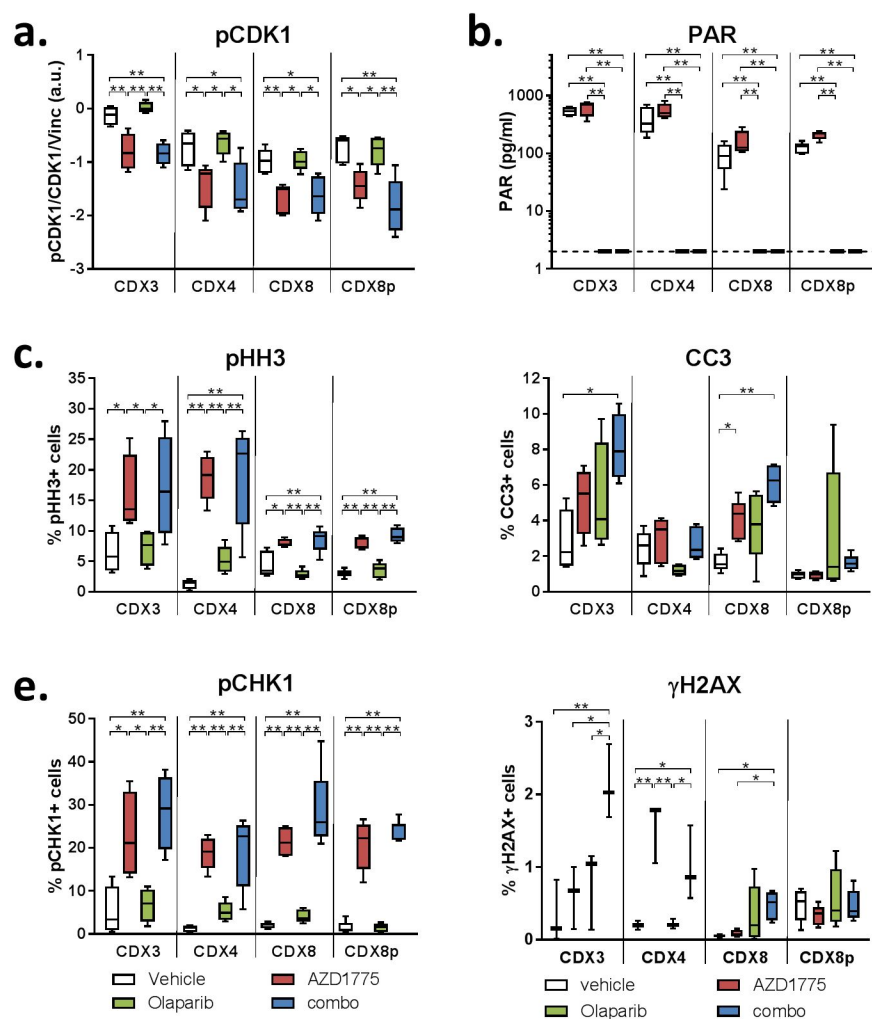 a.
pCDK1
pCDK1/CDK1/Vinc (a.u.)
1
0
-1
-2
-3
** * * **
** ** ** * * * ** * * * * **
CDX3 CDX4 CDX8 CDX8p
b.
PAR
PAR (pg/ml)
1000
100
10
1
** ** ** **
** ** ** **
** ** ** **
** ** ** **
CDX3 CDX4 CDX8 CDX8p
c.
pHH3
% pHH3+ cells
35
30
25
20
15
10
5
0
** ** **
* * * ** ** ** * ** ** ** ** **
CDX3 CDX4 CDX8 CDX8p
CC3
% CC3+ cells
12
10
8
6
4
2
0
* **
*
CDX3 CDX4 CDX8 CDX8p
e.
pCHK1
% pCHK1+ cells
50
40
30
20
10
0
** ** ** **
* * ** ** ** ** ** ** ** ** ** **
CDX3 CDX4 CDX8 CDX8p
Vehicle AZD1775
Olaparib combo
γH2AX
% γH2AX+ cells
3
2
1
0
**
* * *
* ** ** * *
CDX3 CDX4 CDX8 CDX8p
vehicle AZD1775
Olaparib combo